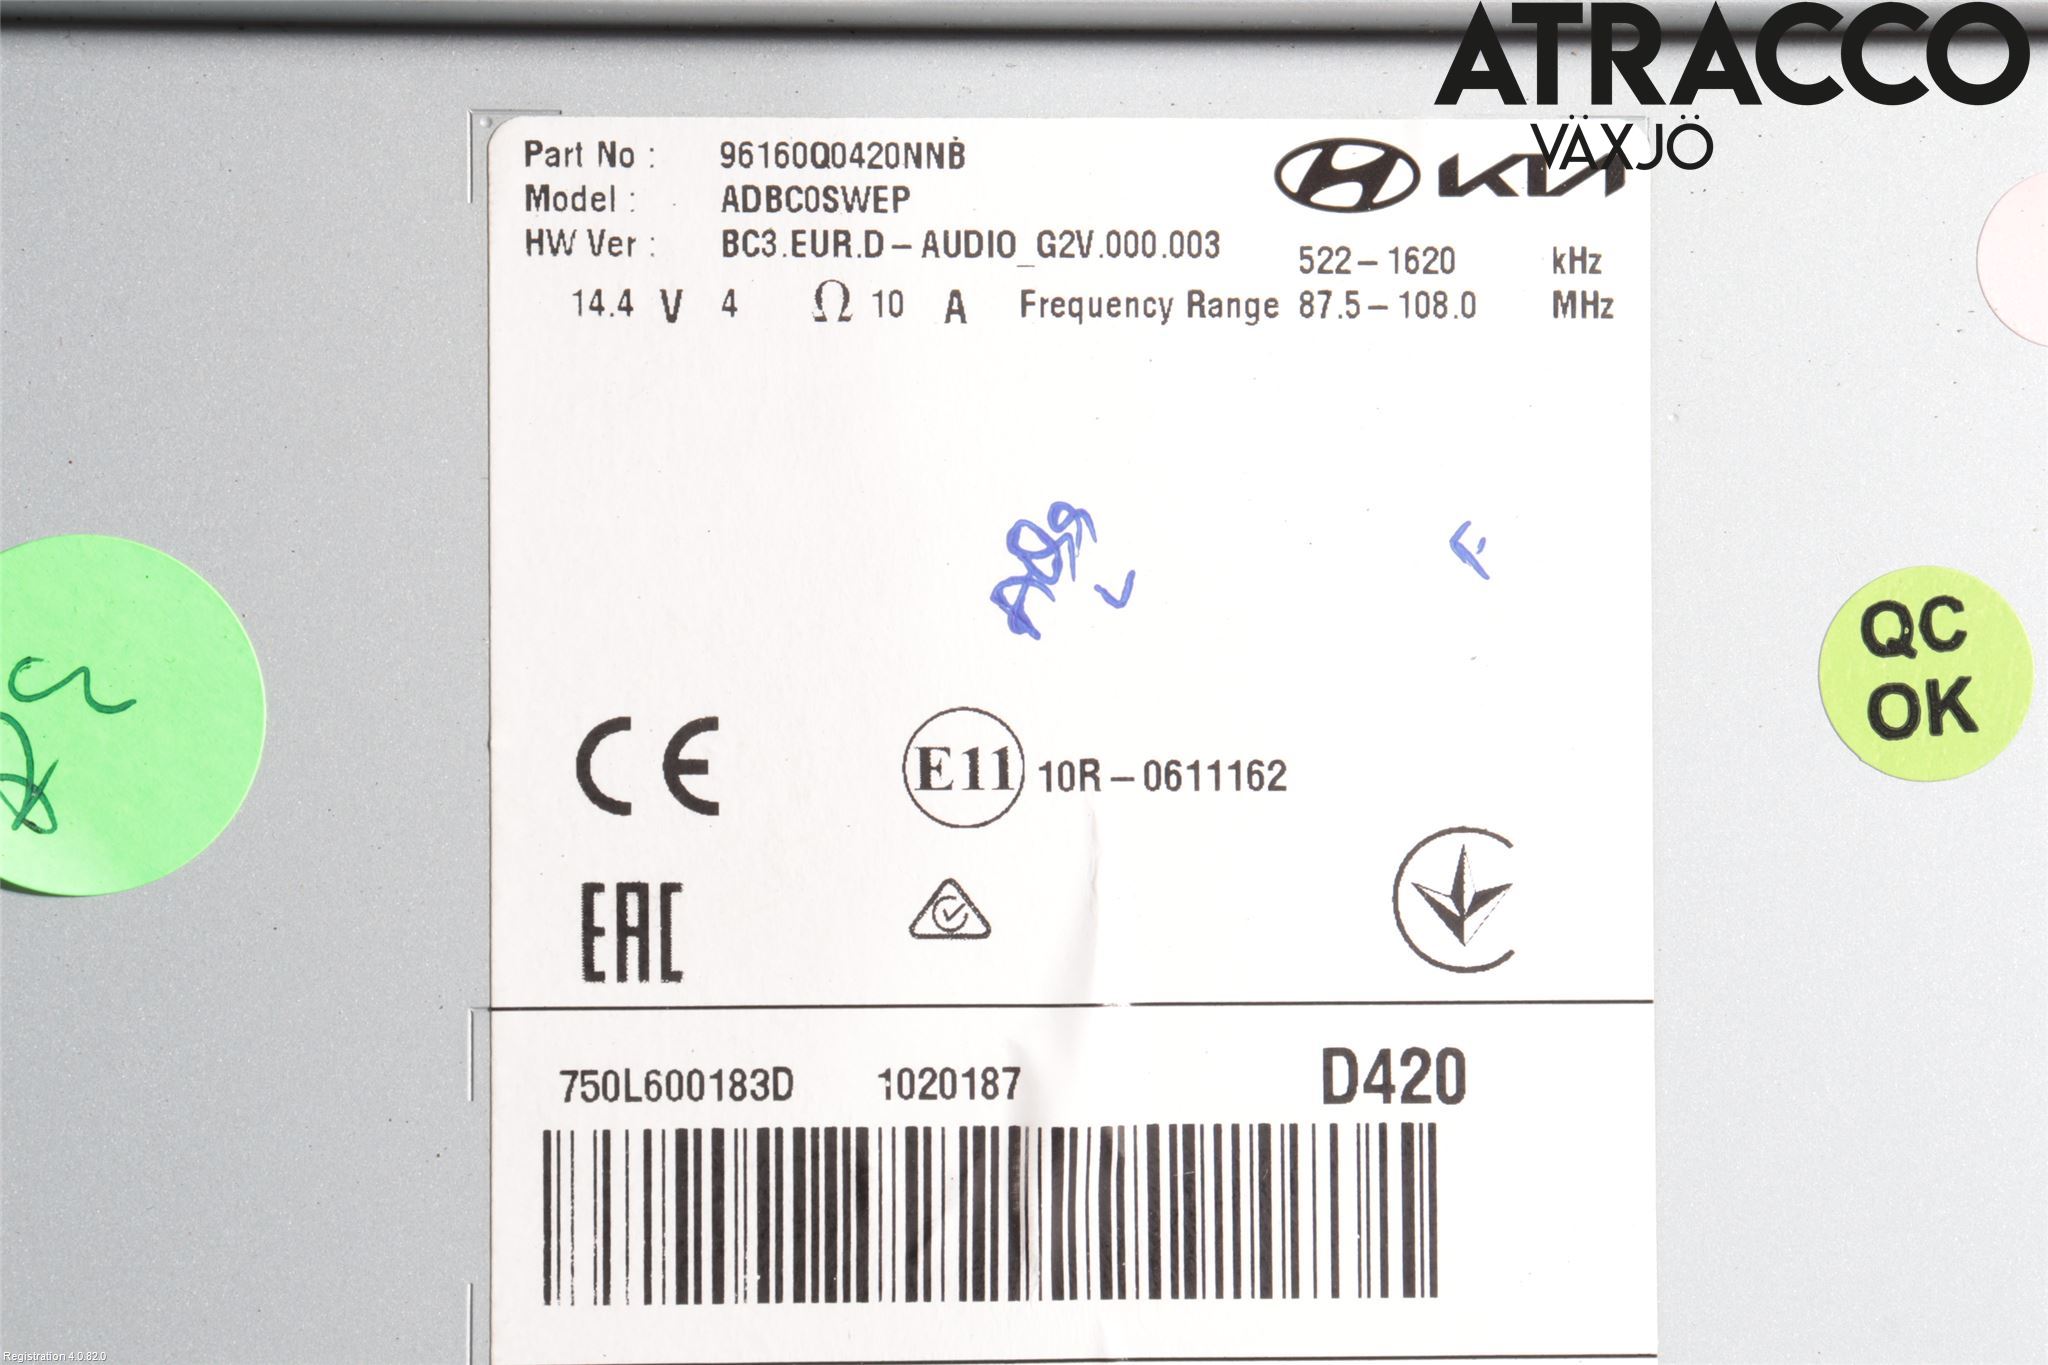 ATRACCO
VÄXJÖ
Part No : 96160Q0420NNB
Model : ADBC0SWEP
HW Ver : BC3.EUR.D-AUDIO_G2V.000.003
522-1620 kHz
14.4 V 4 Ω 10 A Frequency Range 87.5-108.0 MHz
KIA
F
QC
OK
CE
E11 10R-0611162
EAC
750L600183D 1020187 D420
Registration 4.0.82.0